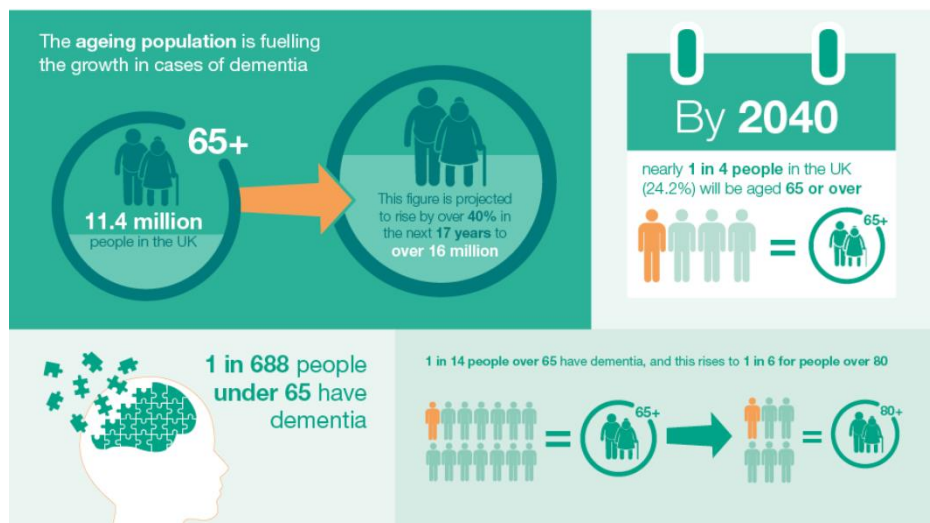 The ageing population is fuelling
the growth in cases of dementia
65+
11.4 million
people in the UK
This figure is projected
to rise by over 40% in
the next 17 years to
over 16 million
By 2040
nearly 1 in 4 people in the UK
(24.2%) will be aged 65 or over
=
65+
1 in 688 people
under 65 have
dementia
1 in 14 people over 65 have dementia, and this rises to 1 in 6 for people over 80
=
65+
=
80+